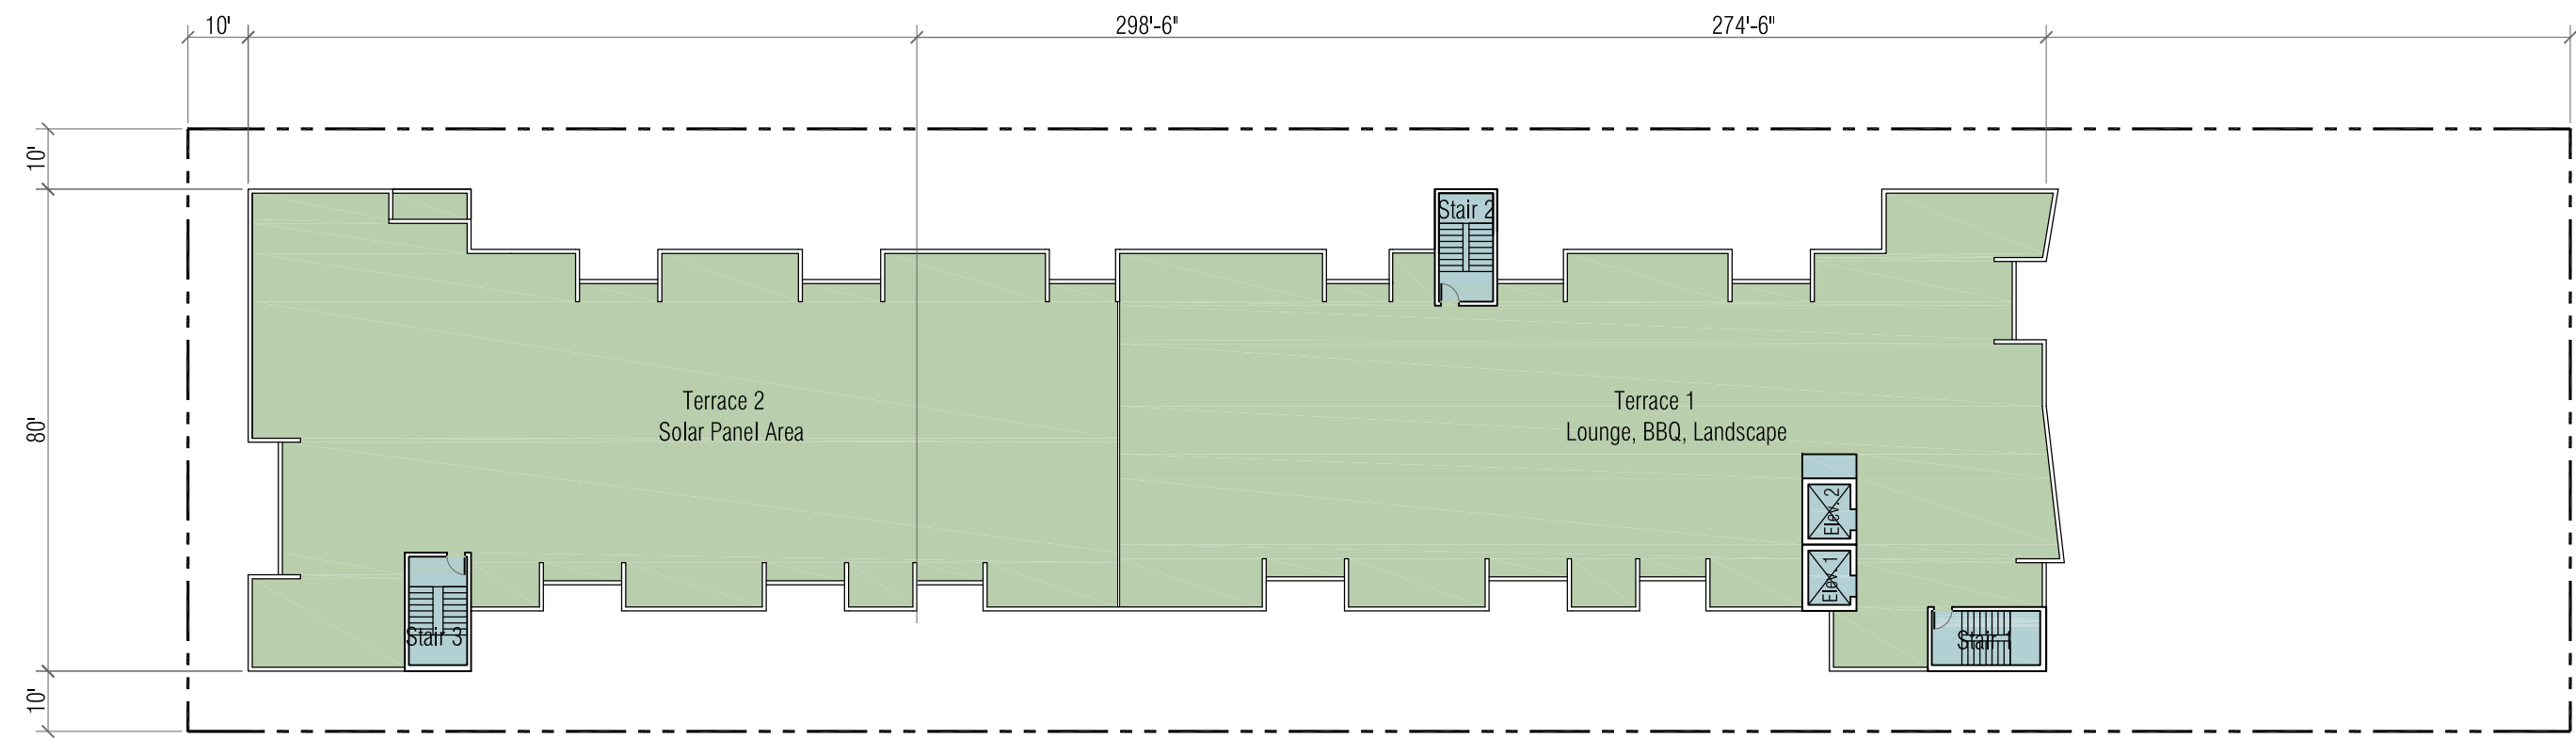 10'
298'-6"
274'-6"
10'
80'
10'
Stair 2
Terrace 2
Solar Panel Area
Terrace 1
Lounge, BBQ, Landscape
Elev.2
Elev.1
Stair 3
Stair 1